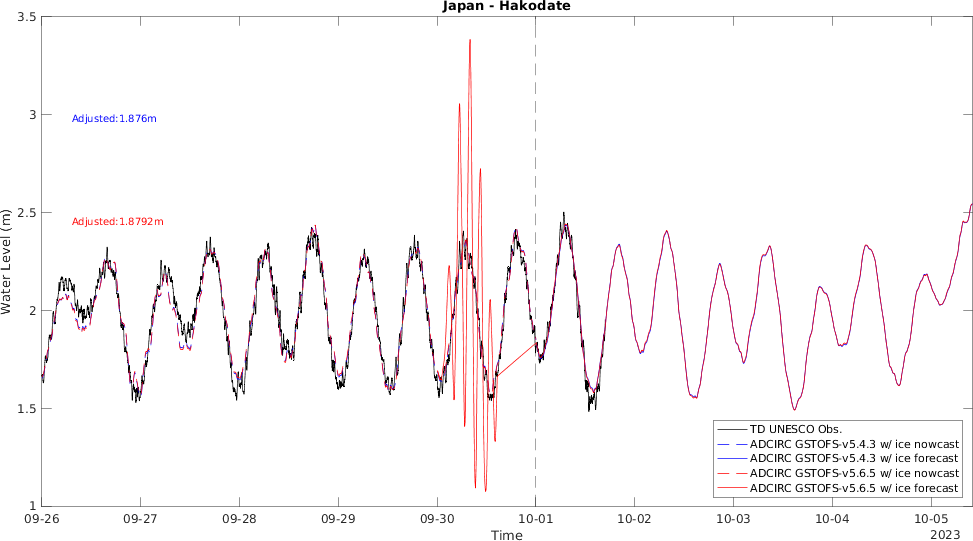 Japan - Hakodate
3.5
3
2.5
2
1.5
1
Water Level (m)
Adjusted:1.876m
Adjusted:1.8792m
TD UNESCO Obs.
ADCIRC GSTOFS-v5.4.3 w/ ice nowcast
ADCIRC GSTOFS-v5.4.3 w/ ice forecast
ADCIRC GSTOFS-v5.6.5 w/ ice nowcast
ADCIRC GSTOFS-v5.6.5 w/ ice forecast
09-26 09-27 09-28 09-29 09-30 10-01 10-02 10-03 10-04 10-05
Time
2023